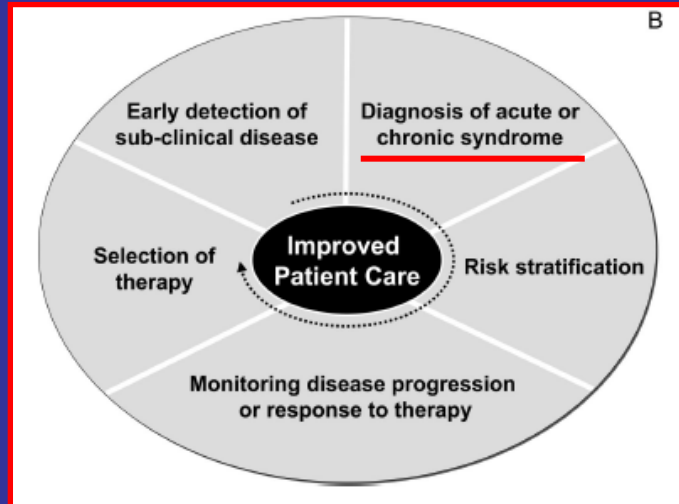 B
Early detection of
sub-clinical disease
Diagnosis of acute or
chronic syndrome
Improved
Patient Care
Selection of
therapy
Risk stratification
Monitoring disease progression
or response to therapy